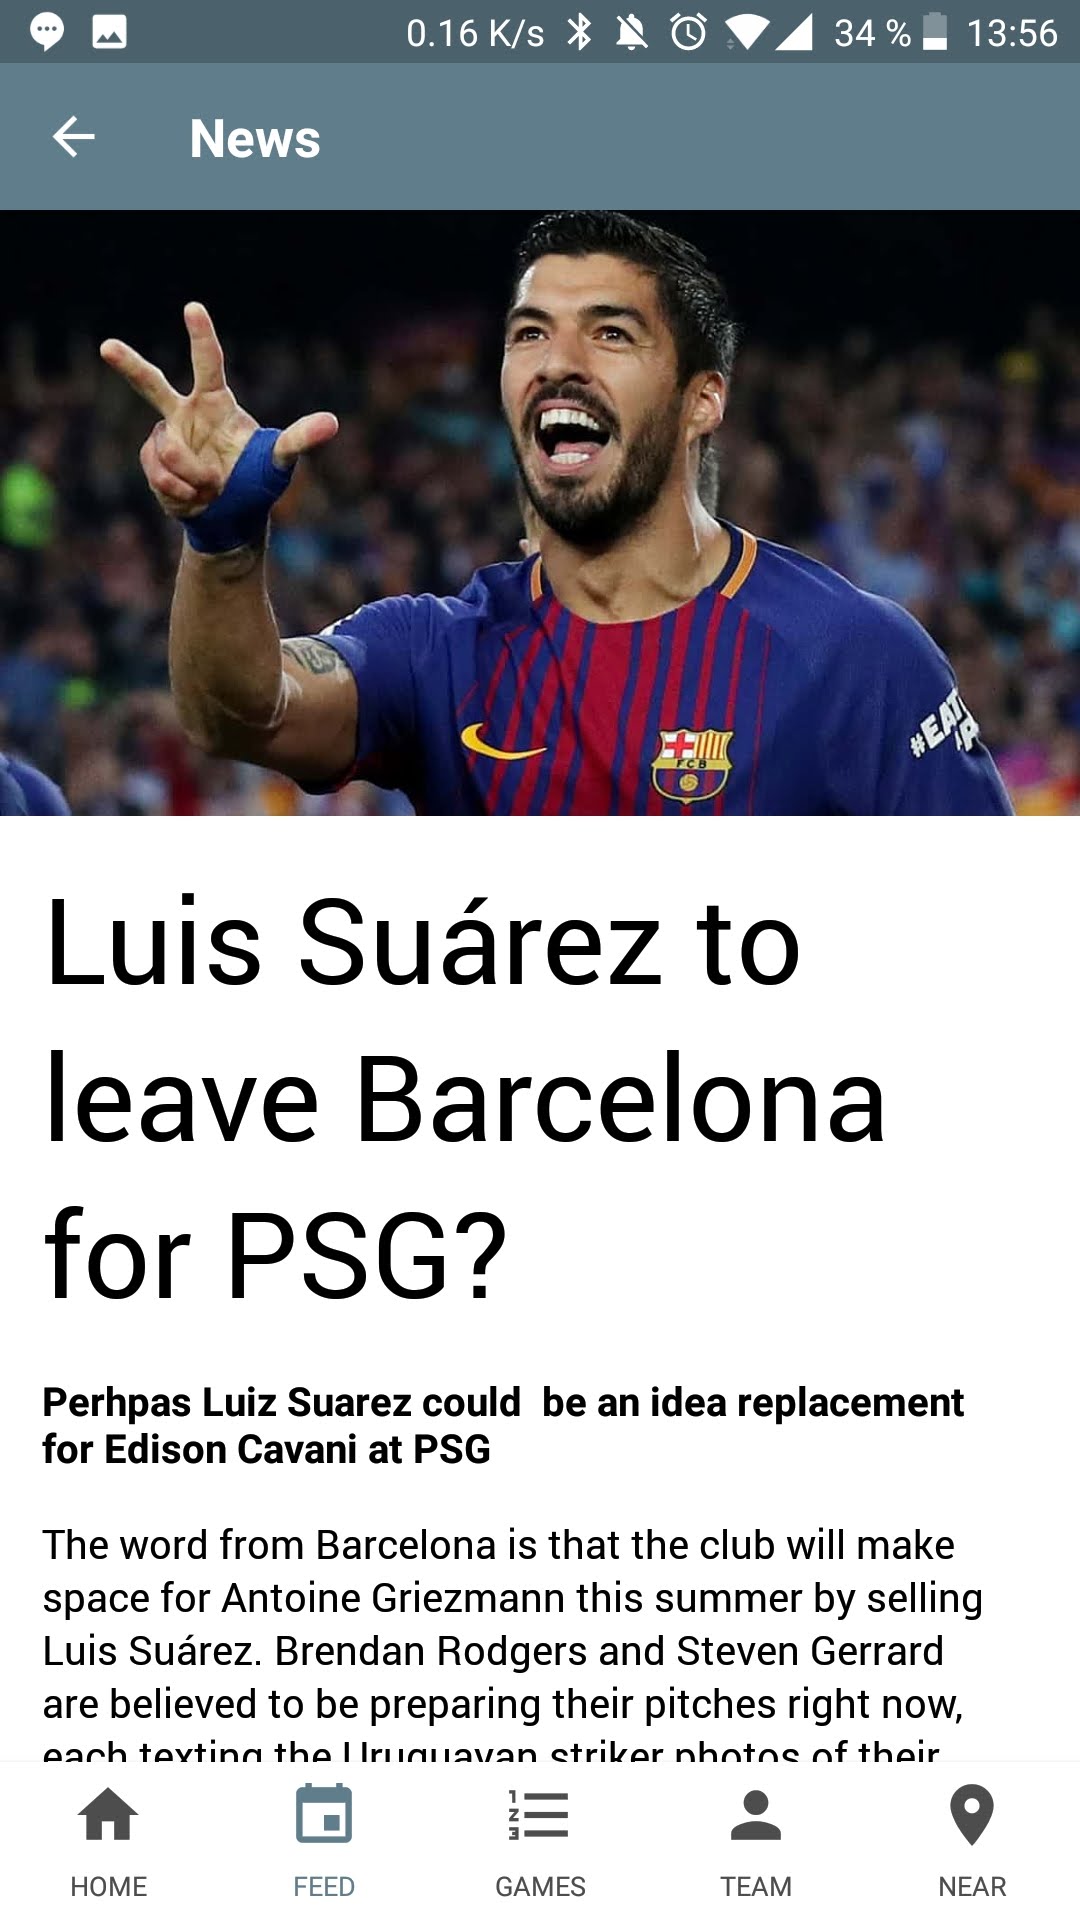 0.16 K/s 34 % 13:56
News
#EAT
FCB
Luis Suárez to
leave Barcelona
for PSG?
Perhpas Luiz Suarez could  be an idea replacement
for Edison Cavani at PSG
The word from Barcelona is that the club will make
space for Antoine Griezmann this summer by selling
Luis Suárez. Brendan Rodgers and Steven Gerrard
are believed to be preparing their pitches right now,
each texting the Uruguayan striker photos of their
HOME FEED GAMES TEAM NEAR